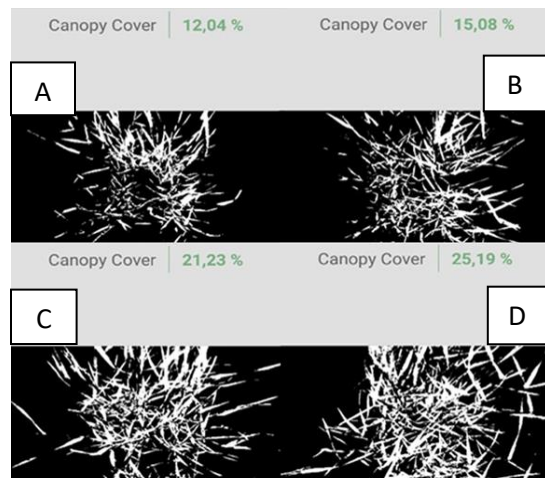 Canopy Cover 12,04 %
Canopy Cover 15,08 %
A
B
Canopy Cover 21,23 %
Canopy Cover 25,19 %
C
D